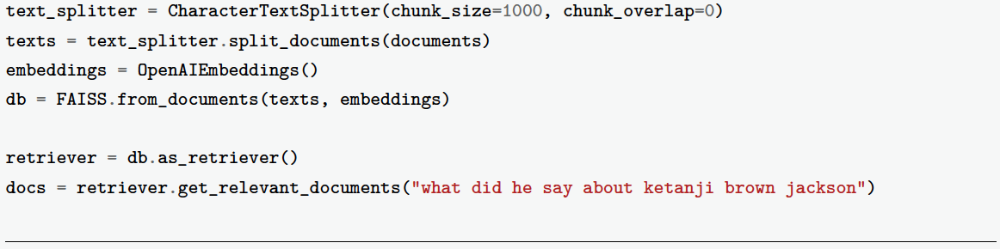 text_splitter = CharacterTextSplitter(chunk_size=1000, chunk_overlap=0)
texts = text_splitter.split_documents(documents)
embeddings = OpenAIEmbeddings()
db = FAISS.from_documents(texts, embeddings)
retriever = db.as_retriever()
docs = retriever.get_relevant_documents("what did he say about ketanji brown jackson")